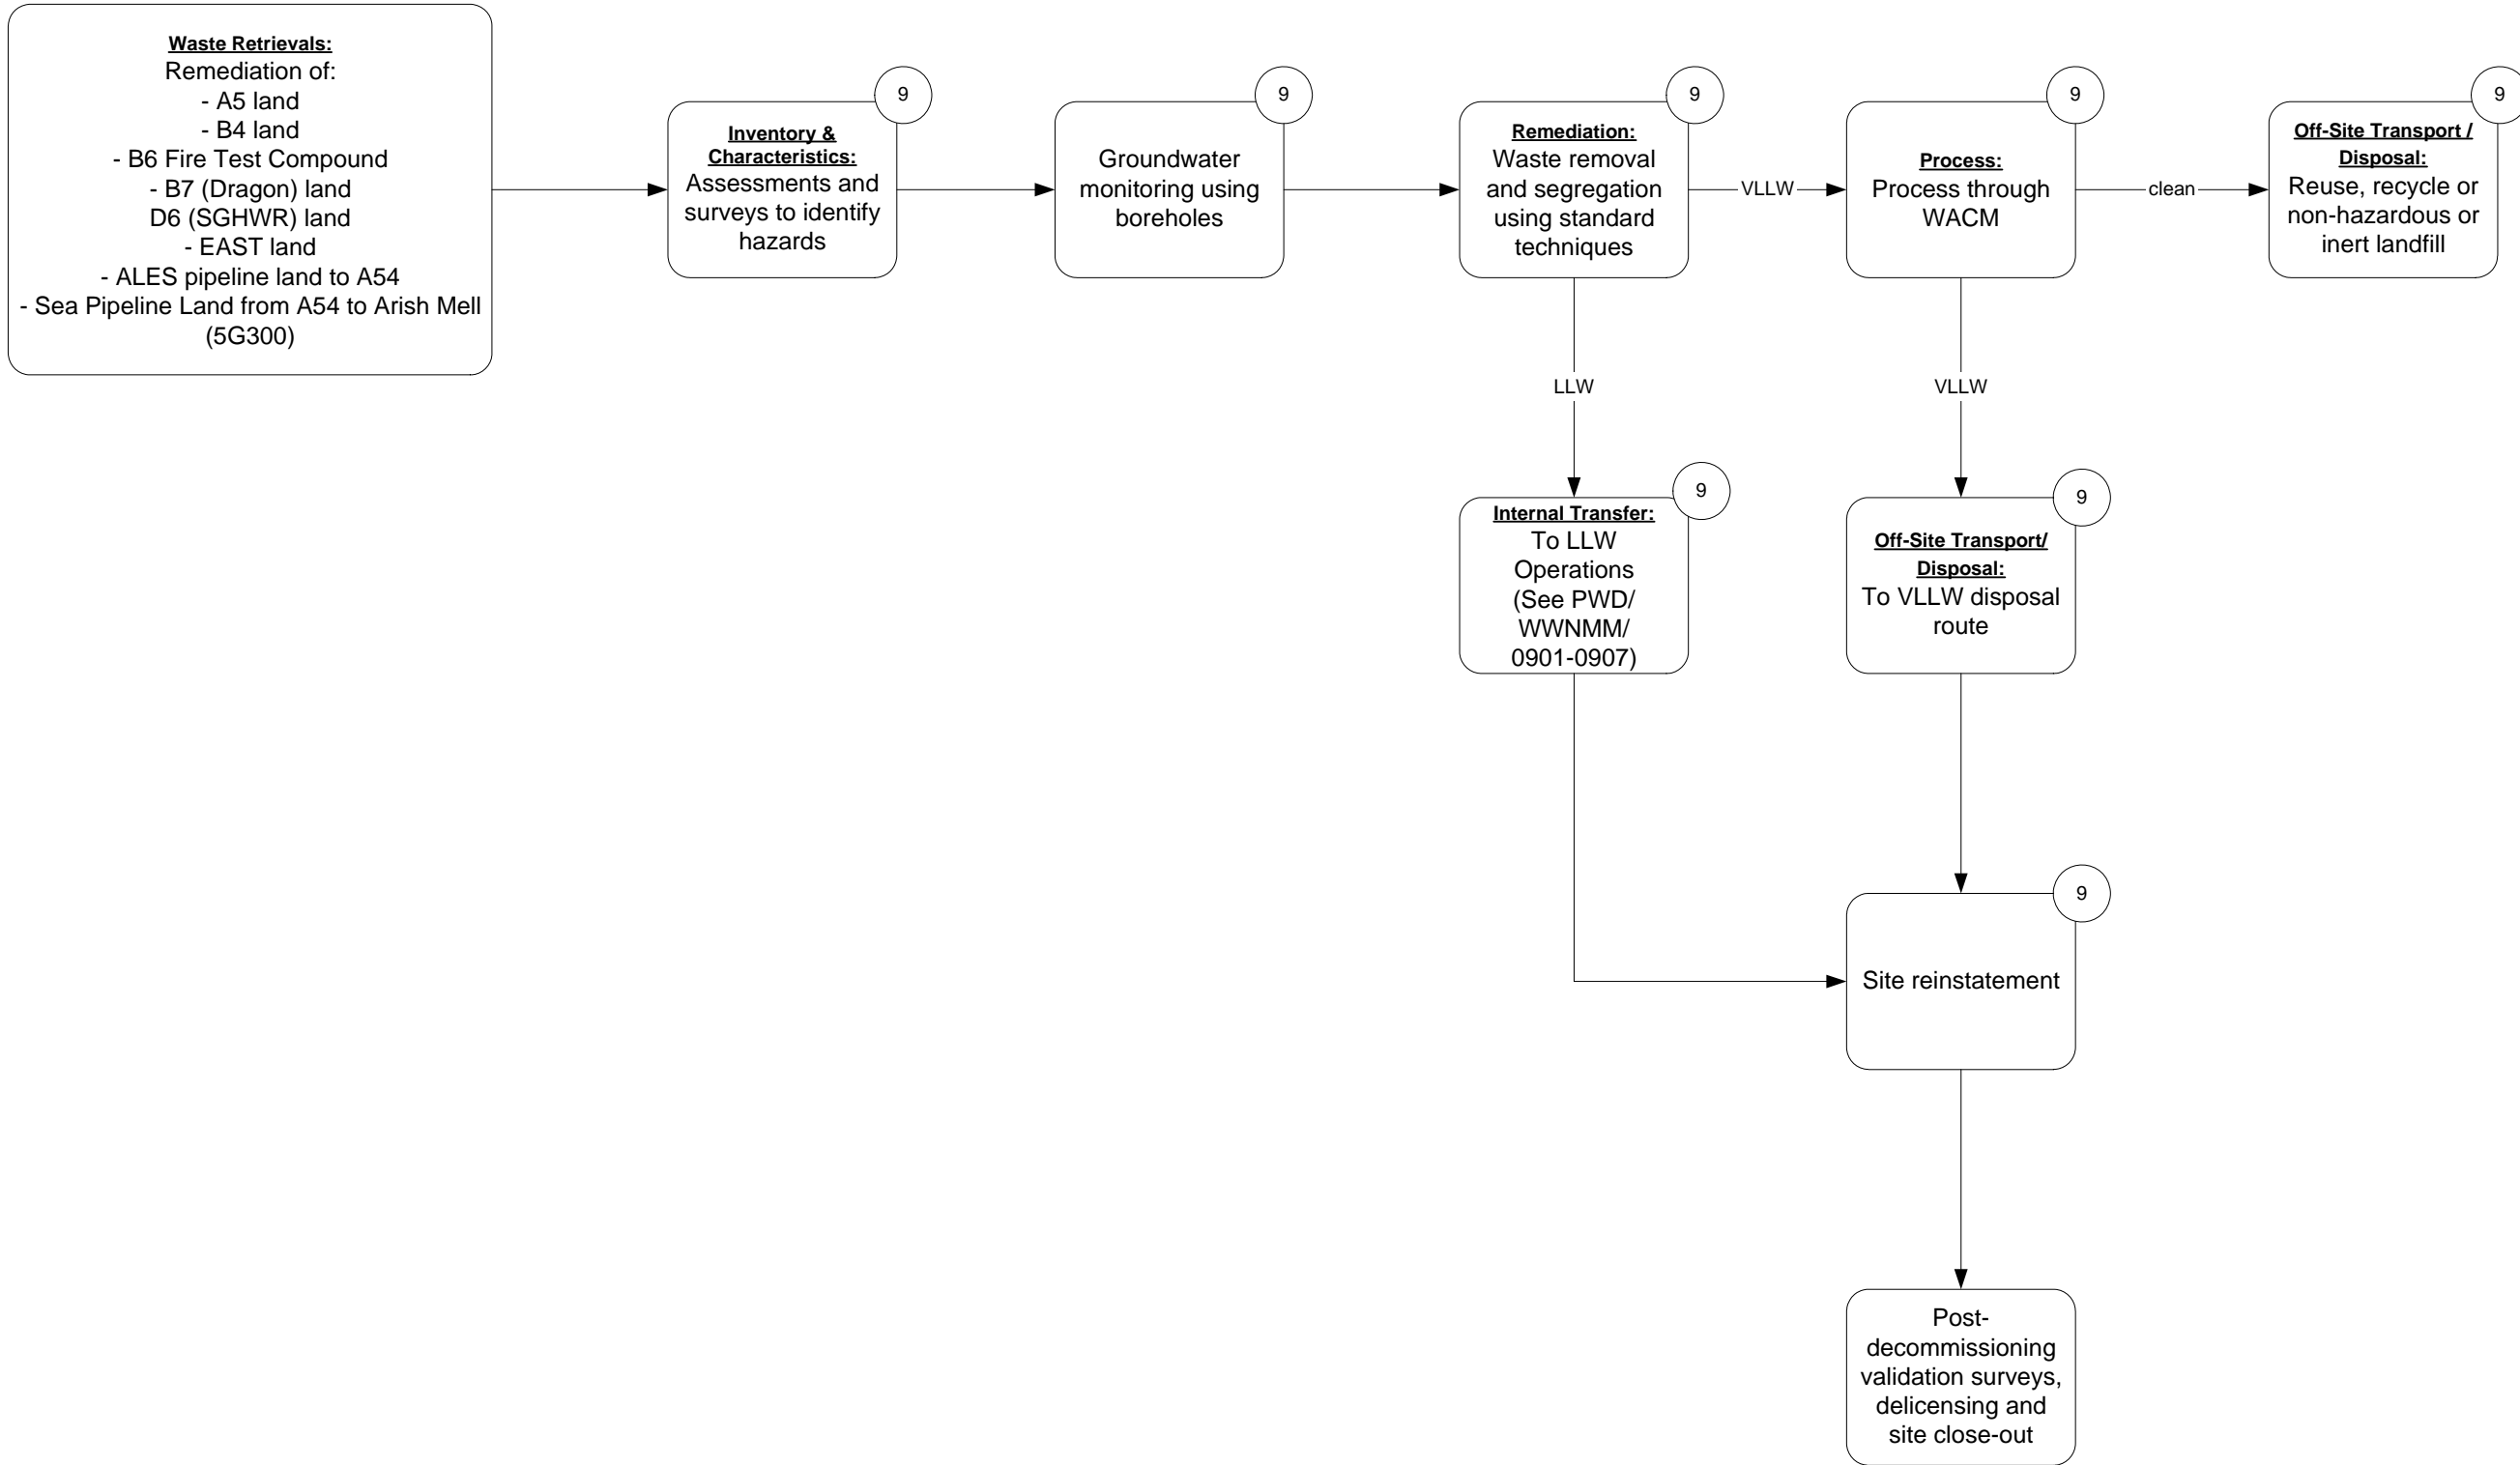 Waste Retrievals:
Remediation of:
- A5 land
- B4 land
- B6 Fire Test Compound
- B7 (Dragon) land
D6 (SGHWR) land
- EAST land
- ALES pipeline land to A54
- Sea Pipeline Land from A54 to Arish Mell
(5G300)
9
Inventory &
Characteristics:
Assessments and
surveys to identify
hazards
9
Groundwater
monitoring using
boreholes
9
Remediation:
Waste removal
and segregation
using standard
techniques
VLLW
9
Process:
Process through
WACM
clean
9
Off-Site Transport /
Disposal:
Reuse, recycle or
non-hazardous or
inert landfill
LLW
VLLW
9
Internal Transfer:
To LLW
Operations
(See PWD/
WWNMM/
0901-0907)
9
Off-Site Transport/
Disposal:
To VLLW disposal
route
9
Site reinstatement
Post-
decommissioning
validation surveys,
delicensing and
site close-out